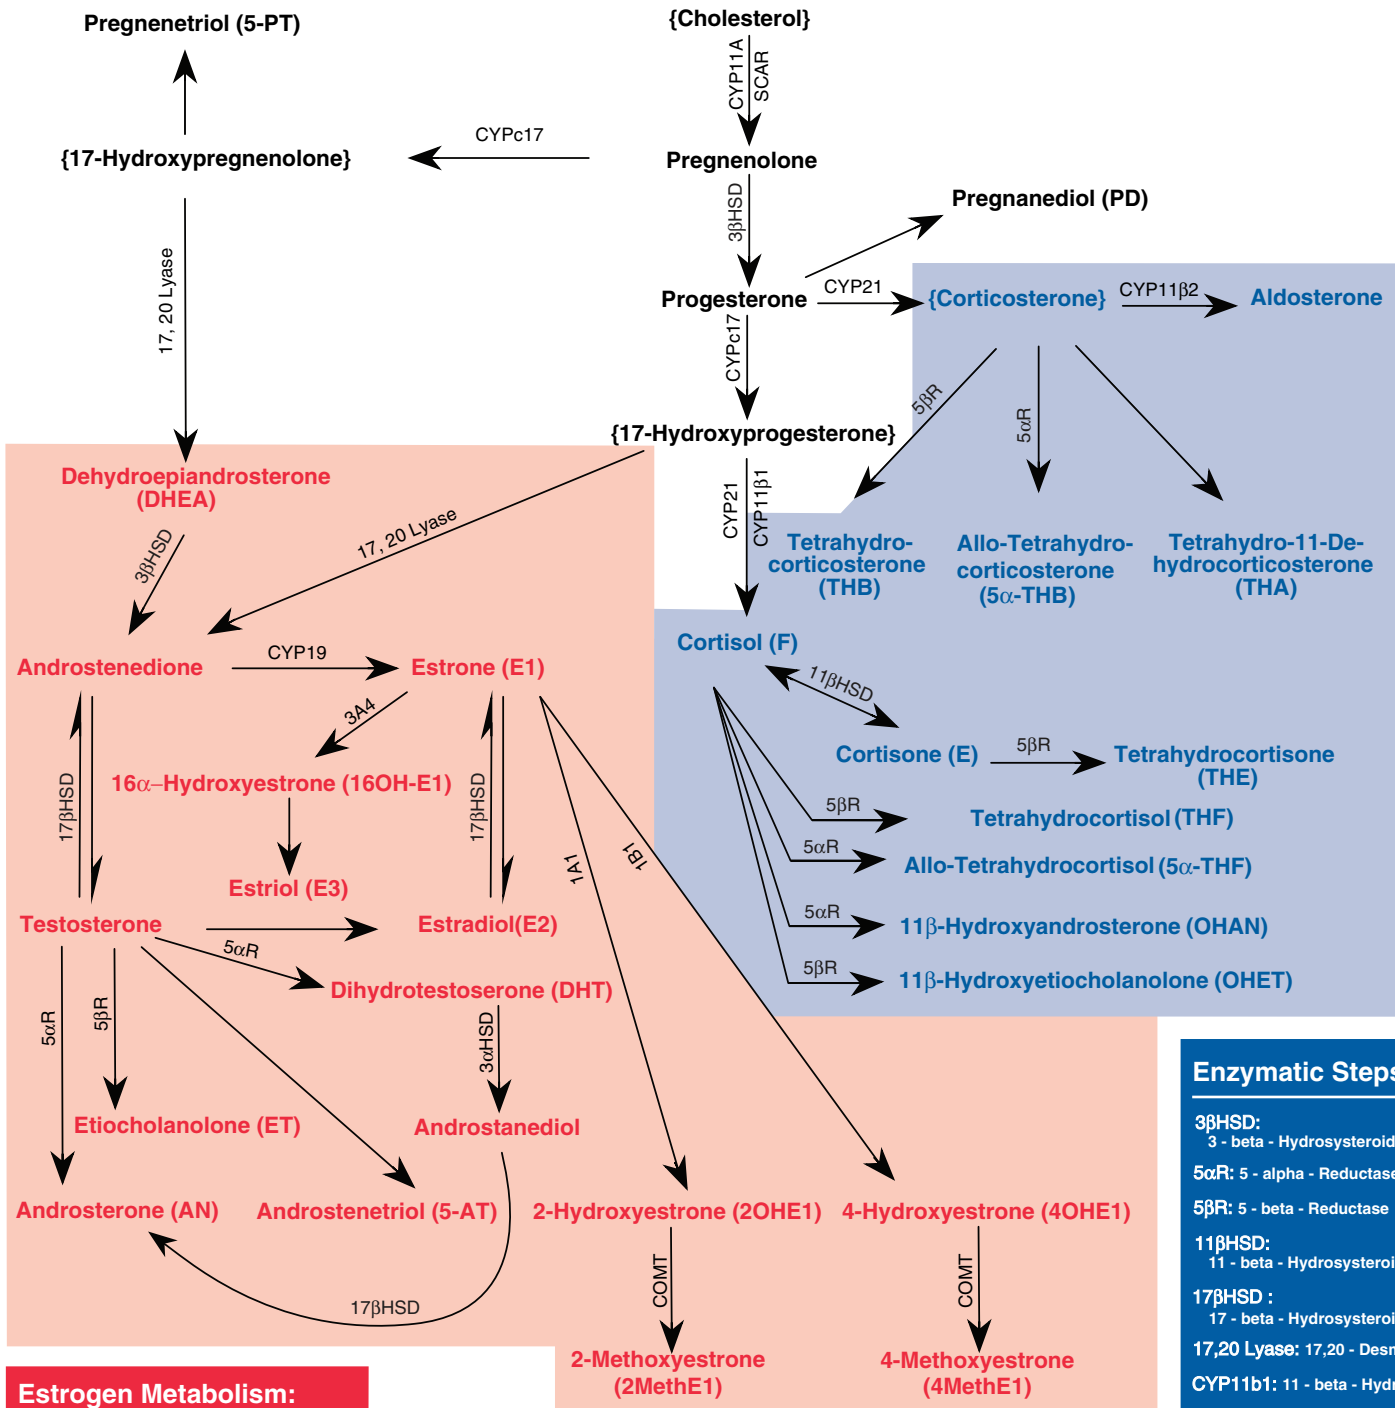 Pregnenetriol (5-PT)
{Cholesterol}
CYP11A
SCAR
{17-Hydroxypregnenolone}
CYPc17
Pregnenolone
3βHSD
Pregnanediol (PD)
17, 20 Lyase
Progesterone
CYP21
{Corticosterone}
CYP11β2
Aldosterone
CYPc17
5βR
5αR
{17-Hydroxyprogesterone}
Dehydroepiandrosterone
(DHEA)
17, 20 Lyase
CYP21
CYP11β1
3βHSD
Tetrahydro-
corticosterone
(THB)
Allo-Tetrahydro-
corticosterone
(5α-THB)
Tetrahydro-11-De-
hydrocorticosterone
(THA)
Cortisol (F)
Androstenedione
CYP19
Estrone (E1)
11βHSD
3A4
Cortisone (E)
5βR
Tetrahydrocortisone
(THE)
16α–Hydroxyestrone (16OH-E1)
17βHSD
17βHSD
5βR
Tetrahydrocortisol (THF)
1A1
1B1
5αR
Allo-Tetrahydrocortisol (5α-THF)
Estriol (E3)
Testosterone
Estradiol(E2)
5αR
11β-Hydroxyandrosterone (OHAN)
5αR
5βR
11β-Hydroxyetiocholanolone (OHET)
Dihydrotestoserone (DHT)
5αR
5βR
3αHSD
Etiocholanolone (ET)
Androstanediol
Androsterone (AN)
Androstenetriol (5-AT)
2-Hydroxyestrone (2OHE1)
4-Hydroxyestrone (4OHE1)
17βHSD
COMT
COMT
2-Methoxyestrone
(2MethE1)
4-Methoxyestrone
(4MethE1)
Estrogen Metabolism:
Enzymatic Steps
3βHSD:
3 - beta - Hydrosysteroid
5αR: 5 - alpha - Reductase
5βR: 5 - beta - Reductase
11βHSD:
11 - beta - Hydrosysteroi
17βHSD :
17 - beta - Hydrosysteroi
17,20 Lyase: 17,20 - Desm
CYP11b1: 11 - beta - Hydr